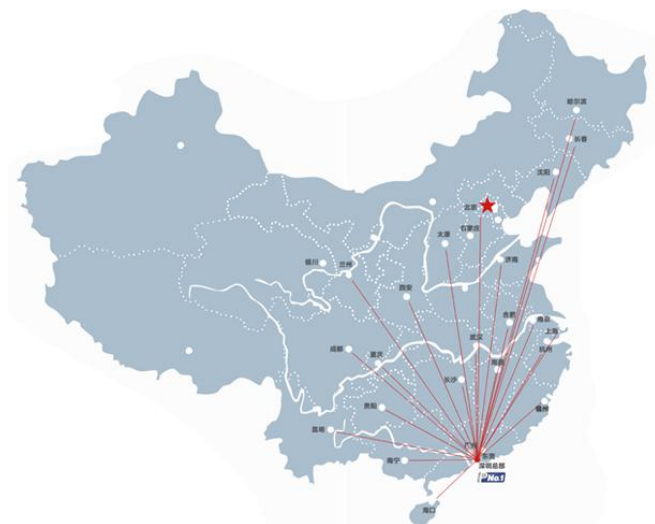 哈尔滨
长春
沈阳
北京
太原
石家庄
济南
银川
兰州
西安
合肥
南京
上海
武汉
杭州
成都
重庆
南昌
长沙
贵阳
福州
昆明
广州
东莞
南宁
深圳总部
PNo.1
海口